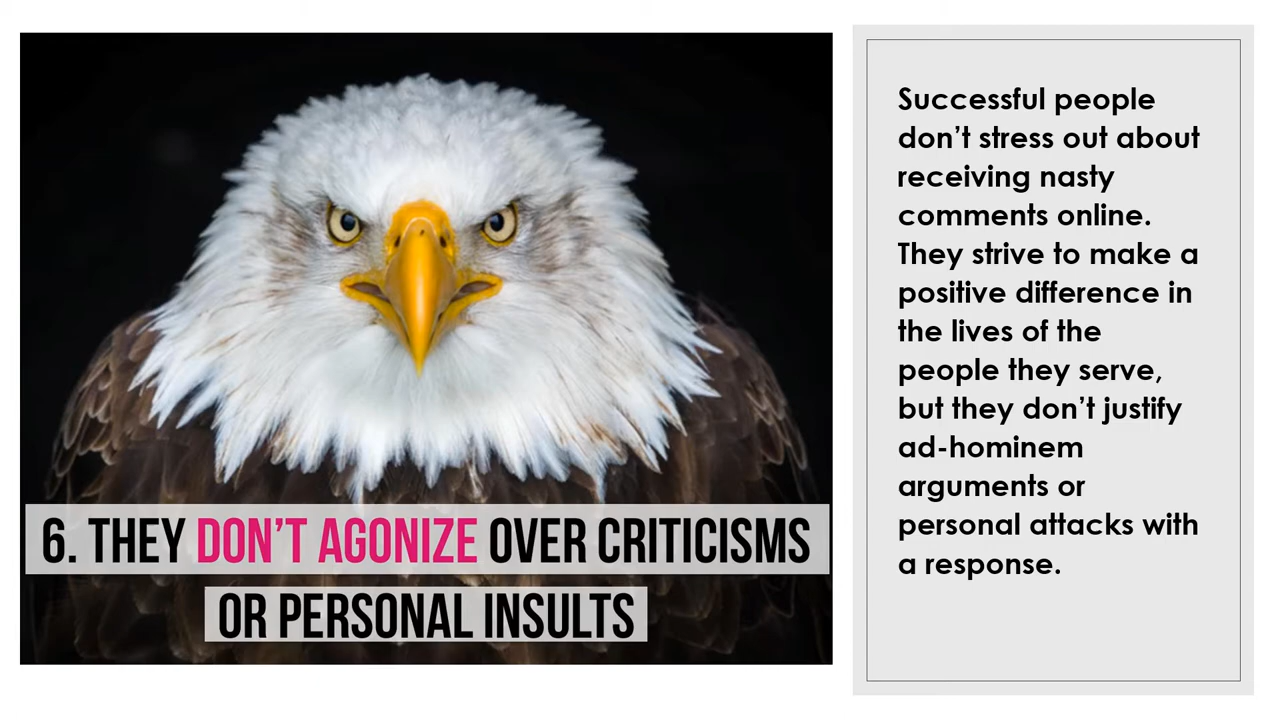 6. THEY DON'T AGONIZE OVER CRITICISMS
OR PERSONAL INSULTS
Successful people
don't stress out about
receiving nasty
comments online.
They strive to make a
positive difference in
the lives of the
people they serve,
but they don't justify
ad-hominem
arguments or
personal attacks with
a response.